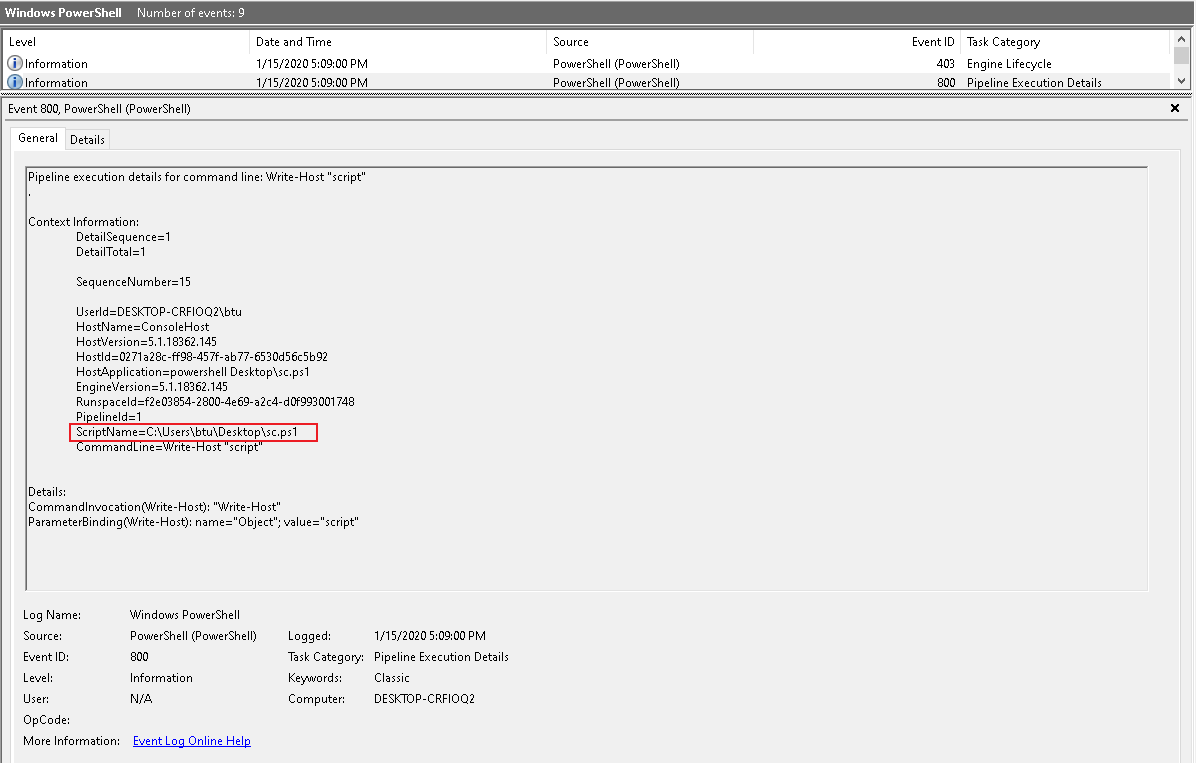 Windows PowerShell Number of events: 9
Level Date and Time Source Event ID Task Category
Information 1/15/2020 5:09:00 PM PowerShell (PowerShell) 403 Engine Lifecycle
Information 1/15/2020 5:09:00 PM PowerShell (PowerShell) 800 Pipeline Execution Details
Event 800, PowerShell (PowerShell)
General Details
Pipeline execution details for command line: Write-Host "script"
.
Context Information:
DetailSequence=1
DetailTotal=1
SequenceNumber=15
UserId=DESKTOP-CRFIOQ2\btu
HostName=ConsoleHost
HostVersion=5.1.18362.145
HostId=0271a28c-ff98-457f-ab77-6530d56c5b92
HostApplication=powershell Desktop\sc.ps1
EngineVersion=5.1.18362.145
RunspaceId=f2e03854-2800-4e69-a2c4-d0f993001748
PipelineId=1
ScriptName=C:\Users\btu\Desktop\sc.ps1
CommandLine=Write-Host "script"
Details:
CommandInvocation(Write-Host): "Write-Host"
ParameterBinding(Write-Host): name="Object"; value="script"
Log Name: Windows PowerShell
Source: PowerShell (PowerShell) Logged: 1/15/2020 5:09:00 PM
Event ID: 800 Task Category: Pipeline Execution Details
Level: Information Keywords: Classic
User: N/A Computer: DESKTOP-CRFIOQ2
OpCode:
More Information: Event Log Online Help